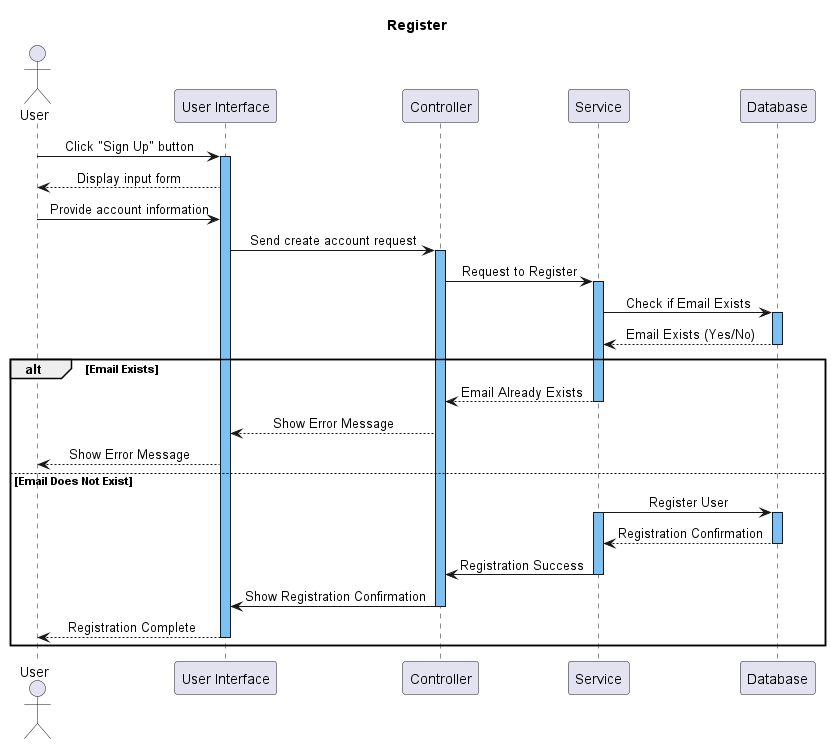 Register
User
User Interface
Controller
Service
Database
Click "Sign Up" button
Display input form
Provide account information
Send create account request
Request to Register
Check if Email Exists
Email Exists (Yes/No)
alt
[Email Exists]
Email Already Exists
Show Error Message
Show Error Message
[Email Does Not Exist]
Register User
Registration Confirmation
Registration Success
Show Registration Confirmation
Registration Complete
User
User Interface
Controller
Service
Database